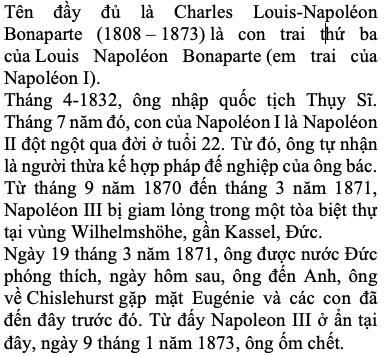 Tên đầy đủ là Charles Louis-Napoléon
Bonaparte (1808 – 1873) là con trai thứ ba
của Louis Napoléon Bonaparte (em trai của
Napoléon I).
Tháng 4-1832, ông nhập quốc tịch Thụy Sĩ.
Tháng 7 năm đó, con của Napoléon I là Napoléon
II đột ngột qua đời ở tuổi 22. Từ đó, ông tự nhận
là người thừa kế hợp pháp đế nghiệp của ông bác.
Từ tháng 9 năm 1870 đến tháng 3 năm 1871,
Napoléon III bị giam lỏng trong một tòa biệt thự
tại vùng Wilhelmshöhe, gần Kassel, Đức.
Ngày 19 tháng 3 năm 1871, ông được nước Đức
phóng thích, ngày hôm sau, ông đến Anh, ông
về Chislehurst gặp mặt Eugénie và các con đã
đến đây trước đó. Từ đấy Napoleon III ở ẩn tại
đây, ngày 9 tháng 1 năm 1873, ông ốm chết.